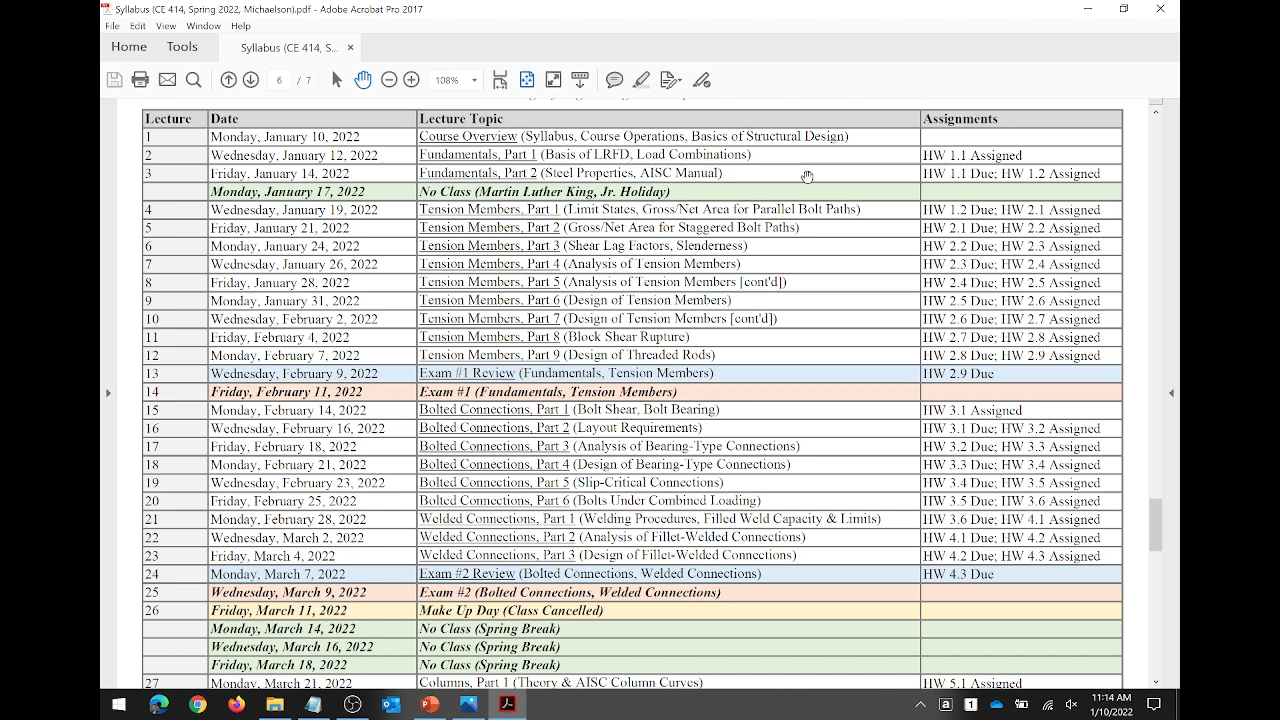 Syllabus (CE 414, Spring 2022, Michaelson).pdf - Adobe Acrobat Pro 2017
File Edit View Window Help
Home Tools Syllabus (CE 414, S... ×
6 / 7 108%
Lecture Date Lecture Topic Assignments
1 Monday, January 10, 2022 Course Overview (Syllabus, Course Operations, Basics of Structural Design)
2 Wednesday, January 12, 2022 Fundamentals, Part 1 (Basis of LRFD, Load Combinations) HW 1.1 Assigned
3 Friday, January 14, 2022 Fundamentals, Part 2 (Steel Properties, AISC Manual) HW 1.1 Due; HW 1.2 Assigned
Monday, January 17, 2022 No Class (Martin Luther King, Jr. Holiday)
4 Wednesday, January 19, 2022 Tension Members, Part 1 (Limit States, Gross/Net Area for Parallel Bolt Paths) HW 1.2 Due; HW 2.1 Assigned
5 Friday, January 21, 2022 Tension Members, Part 2 (Gross/Net Area for Staggered Bolt Paths) HW 2.1 Due; HW 2.2 Assigned
6 Monday, January 24, 2022 Tension Members, Part 3 (Shear Lag Factors, Slenderness) HW 2.2 Due; HW 2.3 Assigned
7 Wednesday, January 26, 2022 Tension Members, Part 4 (Analysis of Tension Members) HW 2.3 Due; HW 2.4 Assigned
8 Friday, January 28, 2022 Tension Members, Part 5 (Analysis of Tension Members [cont'd]) HW 2.4 Due; HW 2.5 Assigned
9 Monday, January 31, 2022 Tension Members, Part 6 (Design of Tension Members) HW 2.5 Due; HW 2.6 Assigned
10 Wednesday, February 2, 2022 Tension Members, Part 7 (Design of Tension Members [cont'd]) HW 2.6 Due; HW 2.7 Assigned
11 Friday, February 4, 2022 Tension Members, Part 8 (Block Shear Rupture) HW 2.7 Due; HW 2.8 Assigned
12 Monday, February 7, 2022 Tension Members, Part 9 (Design of Threaded Rods) HW 2.8 Due; HW 2.9 Assigned
13 Wednesday, February 9, 2022 Exam #1 Review (Fundamentals, Tension Members) HW 2.9 Due
14 Friday, February 11, 2022 Exam #1 (Fundamentals, Tension Members)
15 Monday, February 14, 2022 Bolted Connections, Part 1 (Bolt Shear, Bolt Bearing) HW 3.1 Assigned
16 Wednesday, February 16, 2022 Bolted Connections, Part 2 (Layout Requirements) HW 3.1 Due; HW 3.2 Assigned
17 Friday, February 18, 2022 Bolted Connections, Part 3 (Analysis of Bearing-Type Connections) HW 3.2 Due; HW 3.3 Assigned
18 Monday, February 21, 2022 Bolted Connections, Part 4 (Design of Bearing-Type Connections) HW 3.3 Due; HW 3.4 Assigned
19 Wednesday, February 23, 2022 Bolted Connections, Part 5 (Slip-Critical Connections) HW 3.4 Due; HW 3.5 Assigned
20 Friday, February 25, 2022 Bolted Connections, Part 6 (Bolts Under Combined Loading) HW 3.5 Due; HW 3.6 Assigned
21 Monday, February 28, 2022 Welded Connections, Part 1 (Welding Procedures, Filled Weld Capacity & Limits) HW 3.6 Due; HW 4.1 Assigned
22 Wednesday, March 2, 2022 Welded Connections, Part 2 (Analysis of Fillet-Welded Connections) HW 4.1 Due; HW 4.2 Assigned
23 Friday, March 4, 2022 Welded Connections, Part 3 (Design of Fillet-Welded Connections) HW 4.2 Due; HW 4.3 Assigned
24 Monday, March 7, 2022 Exam #2 Review (Bolted Connections, Welded Connections) HW 4.3 Due
25 Wednesday, March 9, 2022 Exam #2 (Bolted Connections, Welded Connections)
26 Friday, March 11, 2022 Make Up Day (Class Cancelled)
Monday, March 14, 2022 No Class (Spring Break)
Wednesday, March 16, 2022 No Class (Spring Break)
Friday, March 18, 2022 No Class (Spring Break)
27 Monday, March 21, 2022 Columns, Part 1 (Theory & AISC Column Curves) HW 5.1 Assigned
11:14 AM
1/10/2022